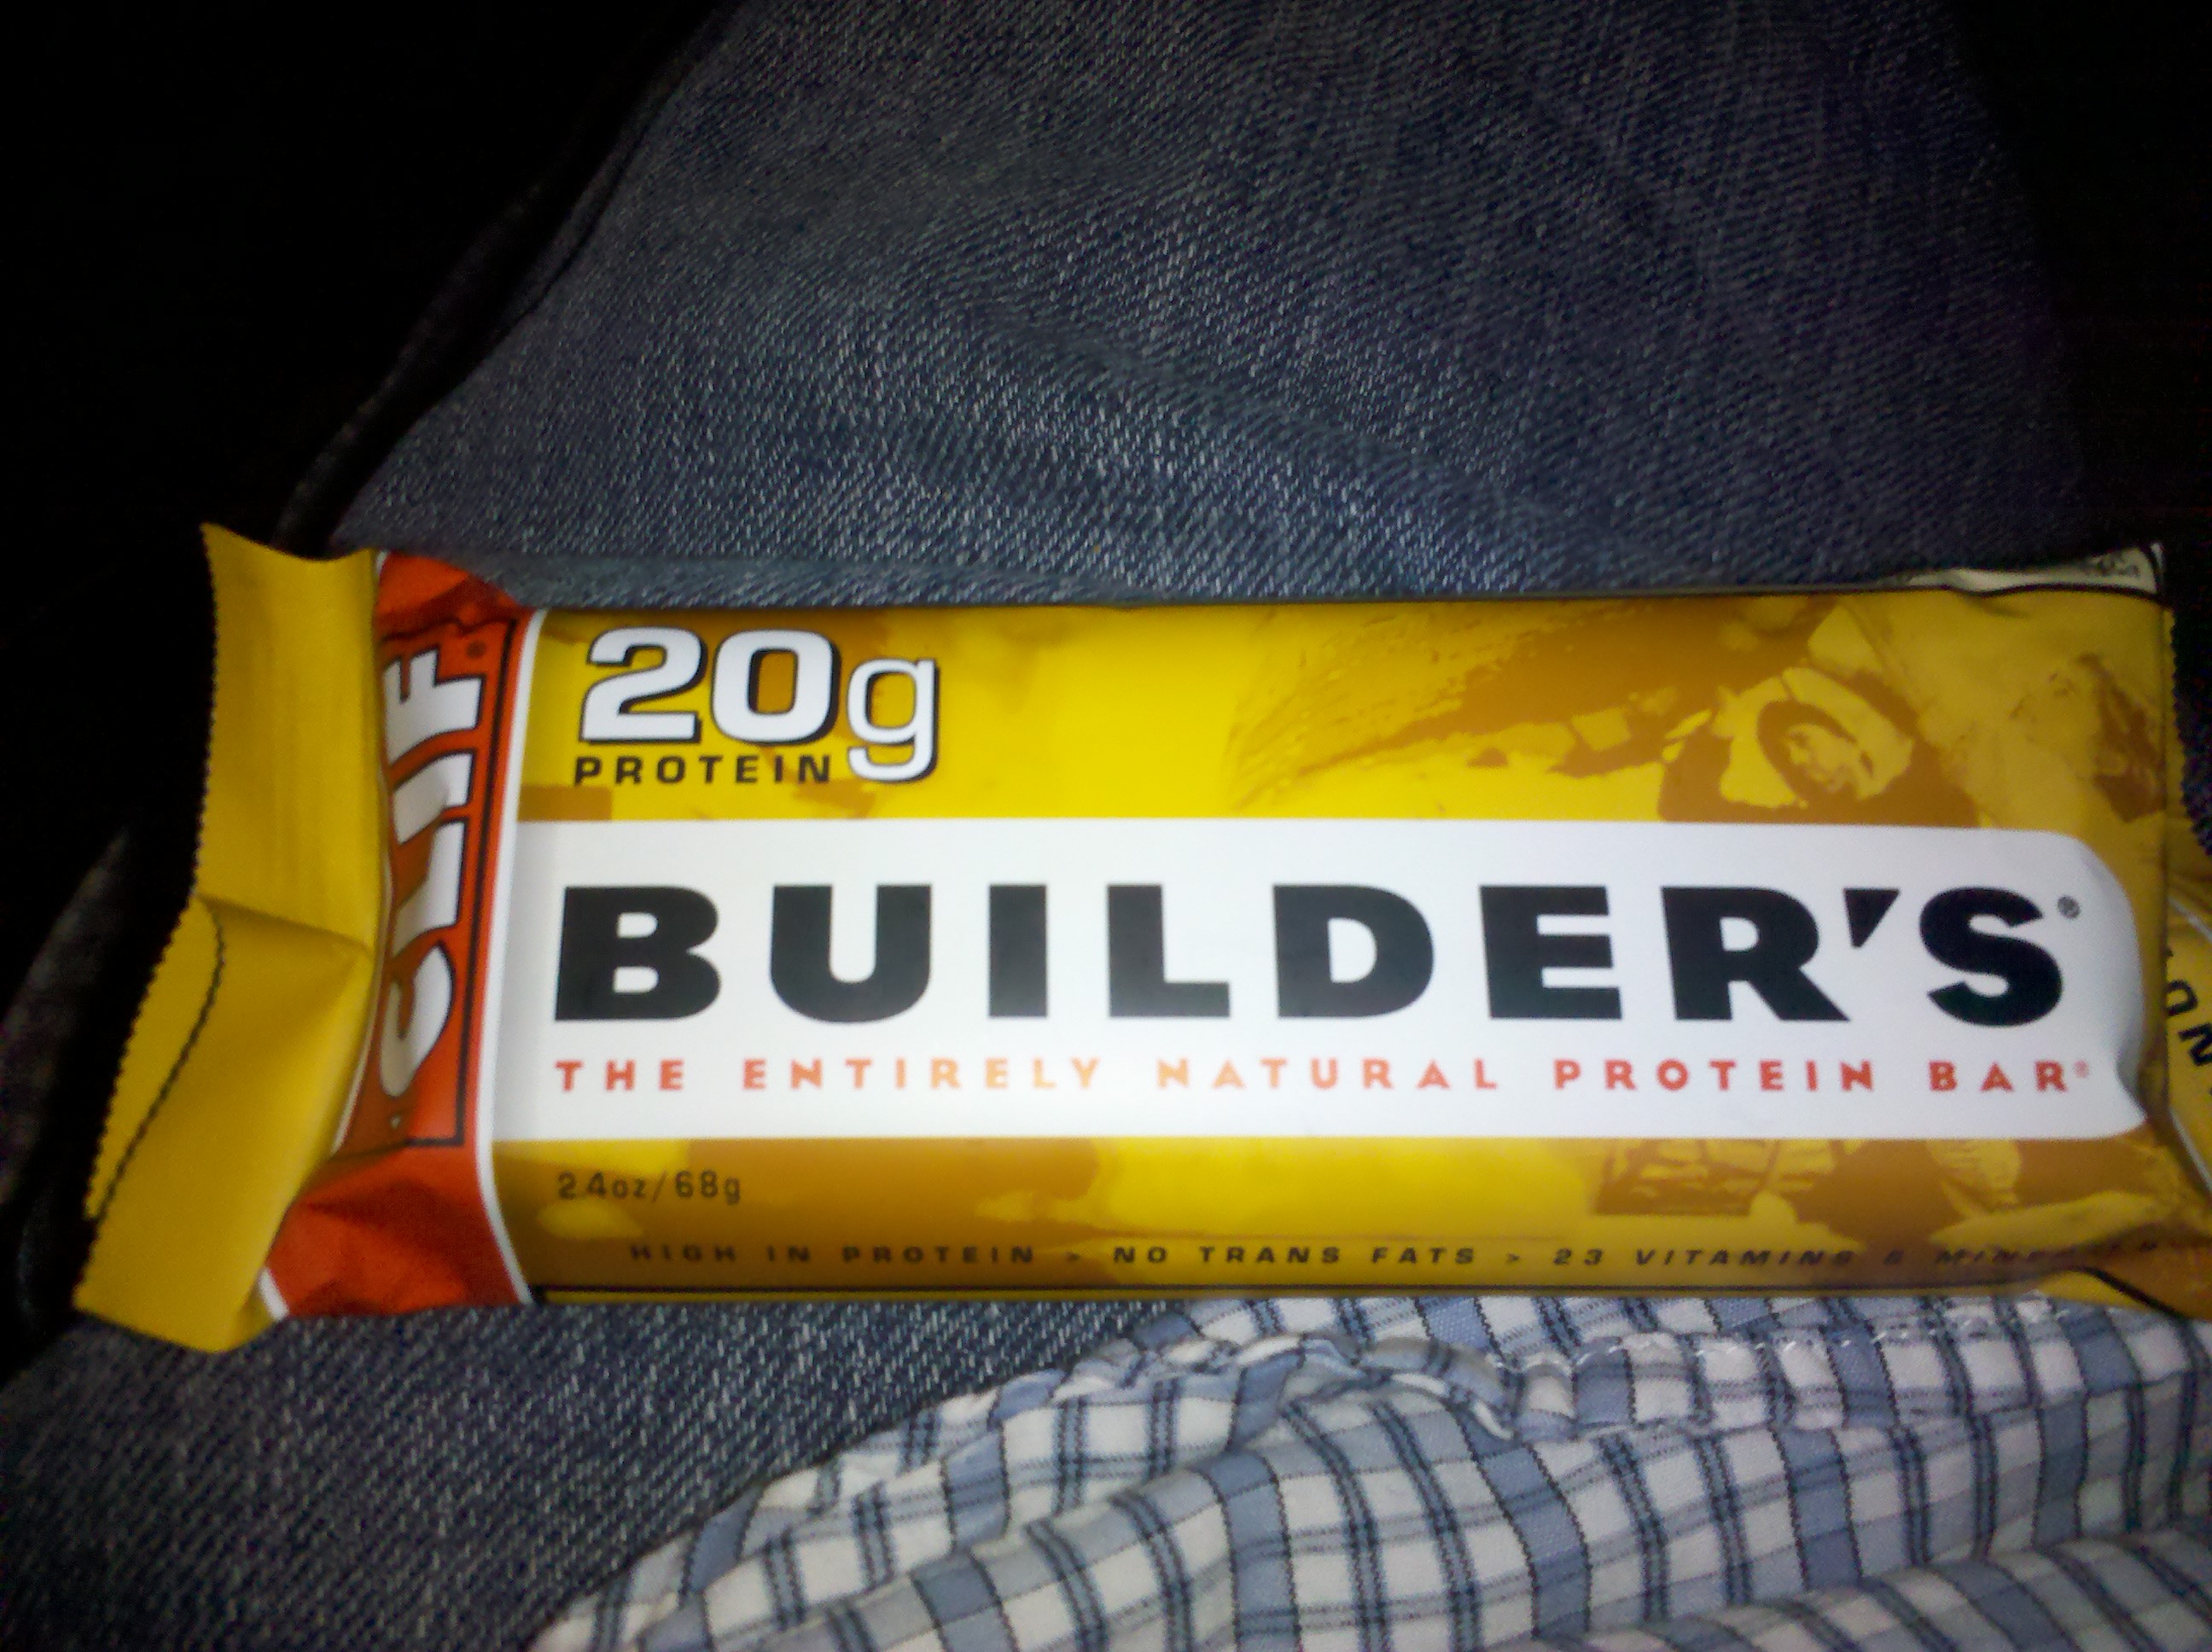 CLIF
20g
PROTEIN
BUILDER'S®
THE ENTIRELY NATURAL PROTEIN BAR®
2.4oz/68g
HIGH IN PROTEIN > NO TRANS FATS > 23 VITAMINS &